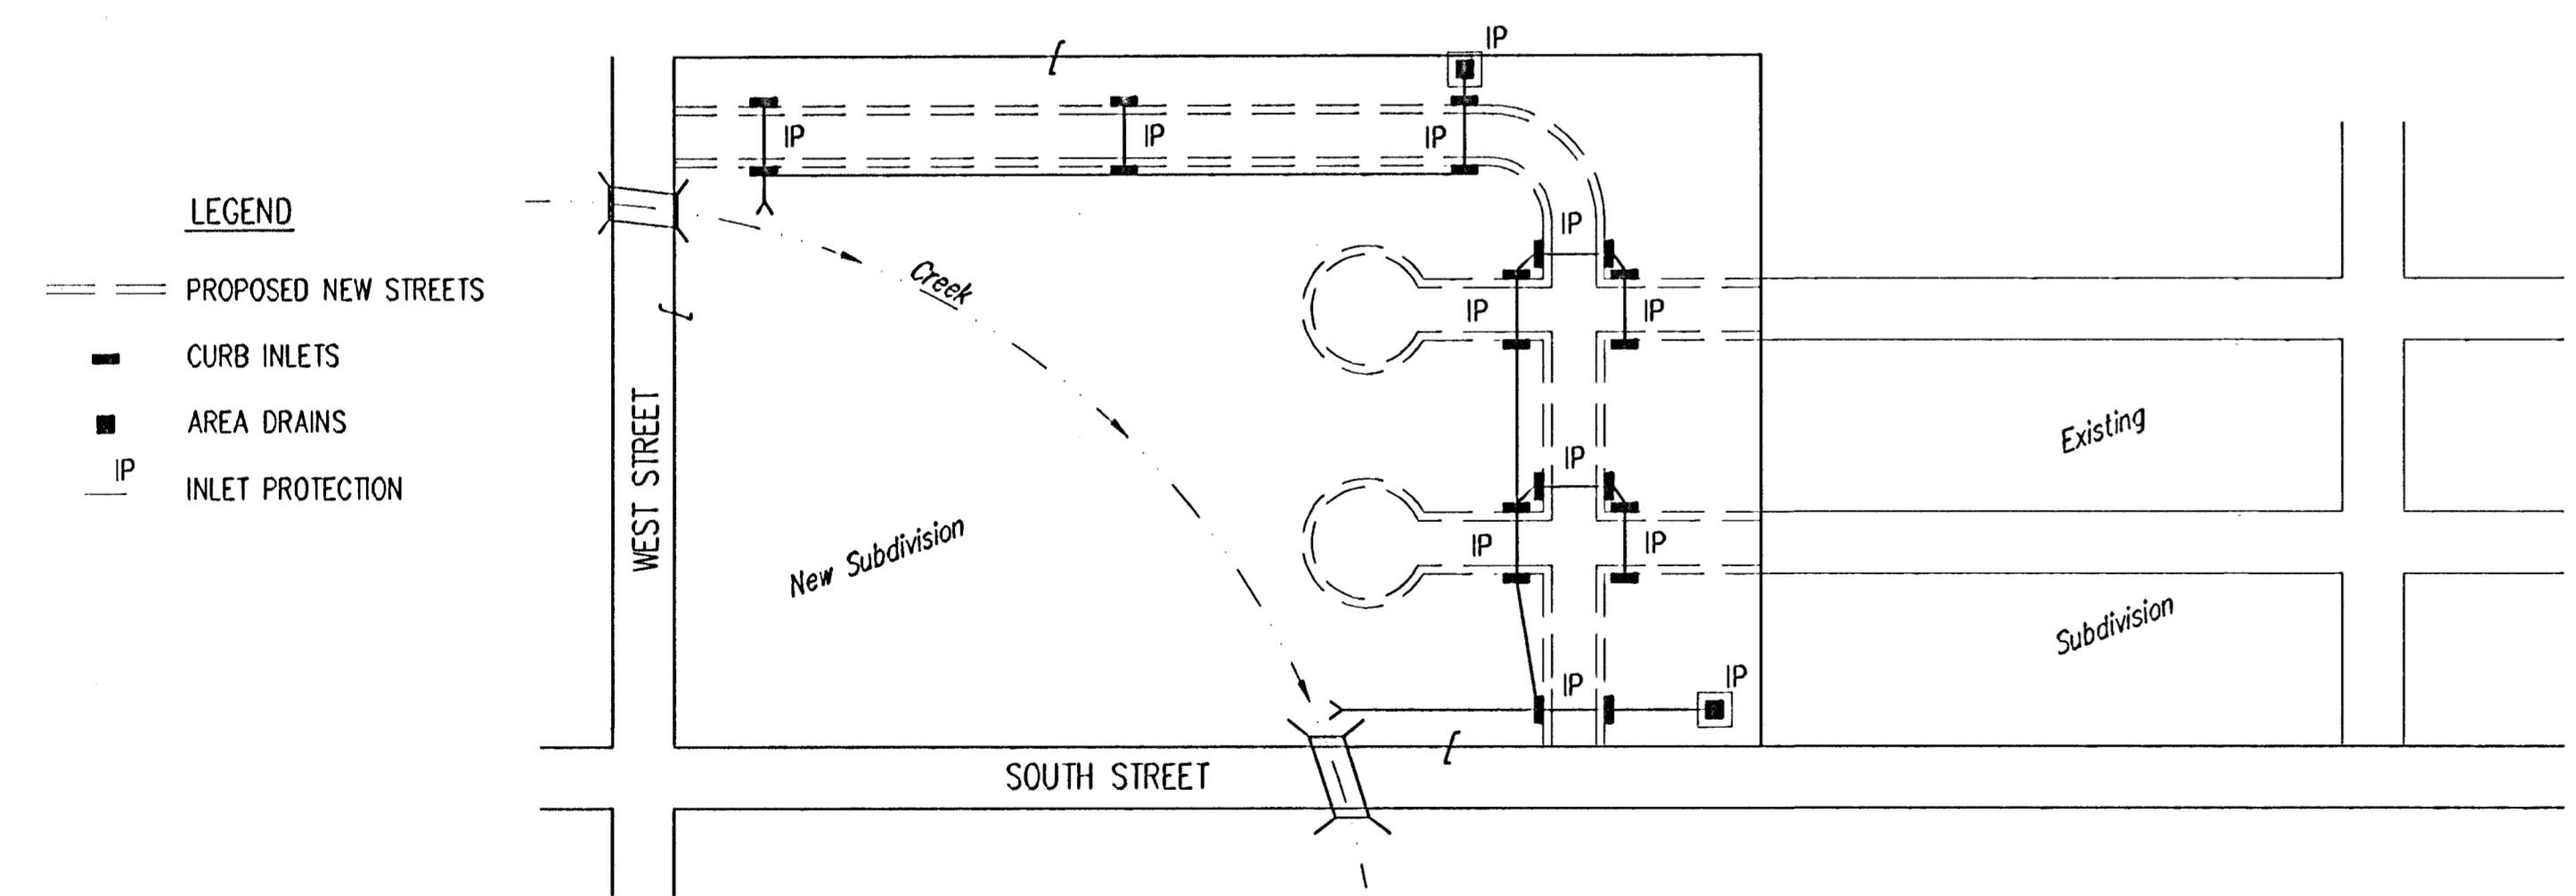 LEGEND
PROPOSED NEW STREETS
CURB INLETS
AREA DRAINS
IP
INLET PROTECTION
WEST STREET
SOUTH STREET
Creek
New Subdivision
Existing
Subdivision
IP
IP
IP
IP
IP
IP
IP
IP
IP
IP
IP
IP